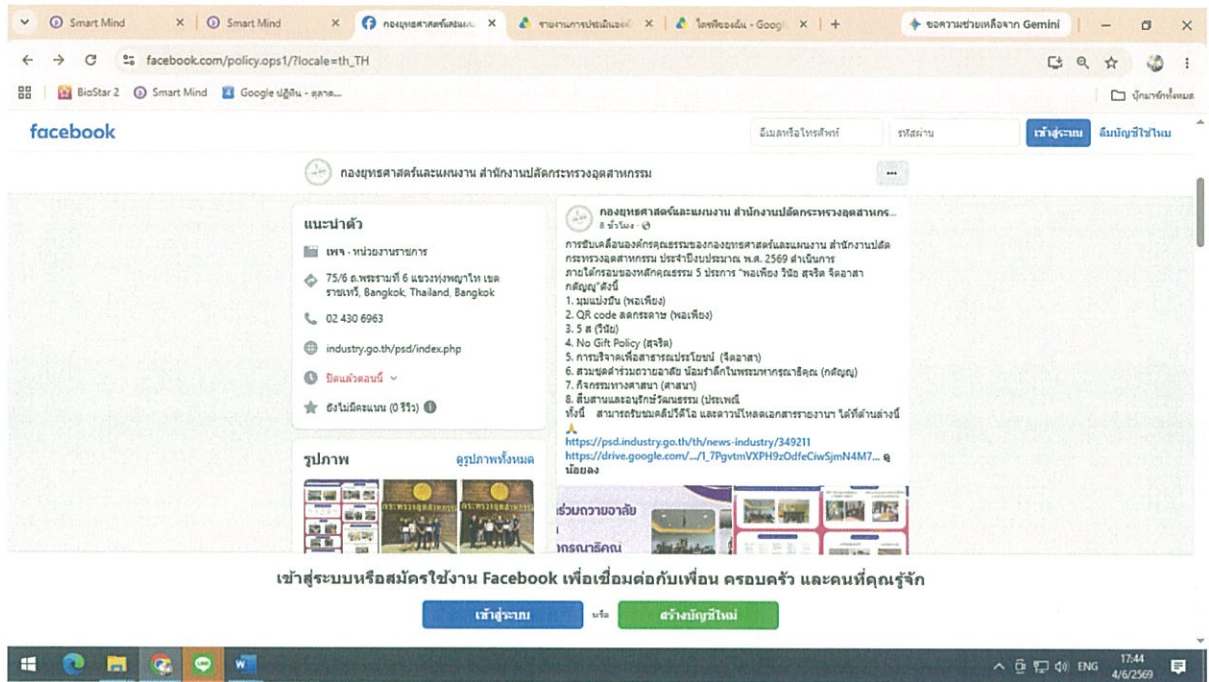 Smart Mind
Smart Mind
กองยุทธศาสตร์และแผน
รายงานการประเมินของ
ไดรฟ์ของฉัน - Googl
ขอความช่วยเหลือจาก Gemini
facebook.com/policy.ops1/?locale=th_TH
BioStar 2
Smart Mind
Google ปฏิทิน - ตุลาค...
บุ๊กมาร์กทั้งหมด
facebook
อีเมลหรือโทรศัพท์
รหัสผ่าน
เข้าสู่ระบบ
ลืมบัญชีใช่ไหม
กองยุทธศาสตร์และแผนงาน สำนักงานปลัดกระทรวงอุตสาหกรรม
แนะนำตัว
เพจ · หน่วยงานราชการ
75/6 ถ.พระรามที่ 6 แขวงทุ่งพญาไท เขต
ราชเทวี, Bangkok, Thailand, Bangkok
02 430 6963
industry.go.th/psd/index.php
ปิดแล้วตอนนี้
ยังไม่มีคะแนน (0 รีวิว)
รูปภาพ
ดูรูปภาพทั้งหมด
กระทรวงอุตสาหกรรม
กระทรวงอุตสาหกรรม
กองยุทธศาสตร์และแผนงาน สำนักงานปลัดกระทรวงอุตสาหกร...
8 ชั่วโมง
การขับเคลื่อนองค์กรคุณธรรมของกองยุทธศาสตร์และแผนงาน สำนักงานปลัด
กระทรวงอุตสาหกรรม ประจำปีงบประมาณ พ.ศ. 2569 ดำเนินการ
ภายใต้กรอบของหลักคุณธรรม 5 ประการ "พอเพียง วินัย สุจริต จิตอาสา
กตัญญู"ดังนี้
1. มุมแบ่งปัน (พอเพียง)
2. QR code ลดกระดาษ (พอเพียง)
3. 5 ส (วินัย)
4. No Gift Policy (สุจริต)
5. การบริจาคเพื่อสาธารณประโยชน์ (จิตอาสา)
6. สวมชุดดำร่วมถวายอาลัย น้อมรำลึกในพระมหากรุณาธิคุณ (กตัญญู)
7. กิจกรรมทางศาสนา (ศาสนา)
8. สืบสานและอนุรักษ์วัฒนธรรม (ประเพณี
ทั้งนี้ สามารถรับชมคลิปวีดีโอ และดาวน์โหลดเอกสารรายงานฯ ได้ที่ด้านล่างนี้
https://psd.industry.go.th/th/news-industry/349211
https://drive.google.com/.../1_7PgvtmVXPH9zOdfeCiwSjmN4M7... ดู
น้อยลง
ร่วมถวายอาลัย
เข้าสู่ระบบหรือสมัครใช้งาน Facebook เพื่อเชื่อมต่อกับเพื่อน ครอบครัว และคนที่คุณรู้จัก
เข้าสู่ระบบ
หรือ
สร้างบัญชีใหม่
ENG
17:44
4/6/2569